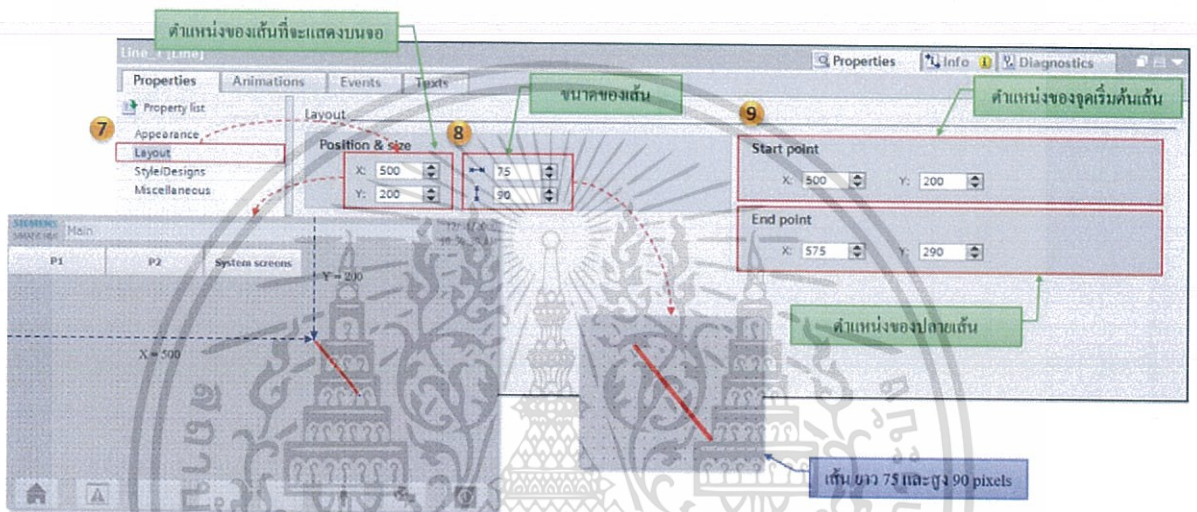 ตำแหน่งของเส้นที่จะแสดงบนจอ
Line_1 [Line]
Properties
Info
Diagnostics
Properties
Animations
Events
Texts
ขนาดของเส้น
ตำแหน่งของจุดเริ่มต้นเส้น
Property list
Layout
7
Appearance
8
9
Layout
Position & size
Start point
Style/Designs
X: 500
75
X: 500
Y: 200
Miscellaneous
Y: 200
90
End point
X: 575
Y: 290
SIEMENS
SIMATIC HMI
Main
P1
P2
System screens
Y = 200
X = 500
ตำแหน่งของปลายเส้น
เส้น ยาว 75 และสูง 90 pixels